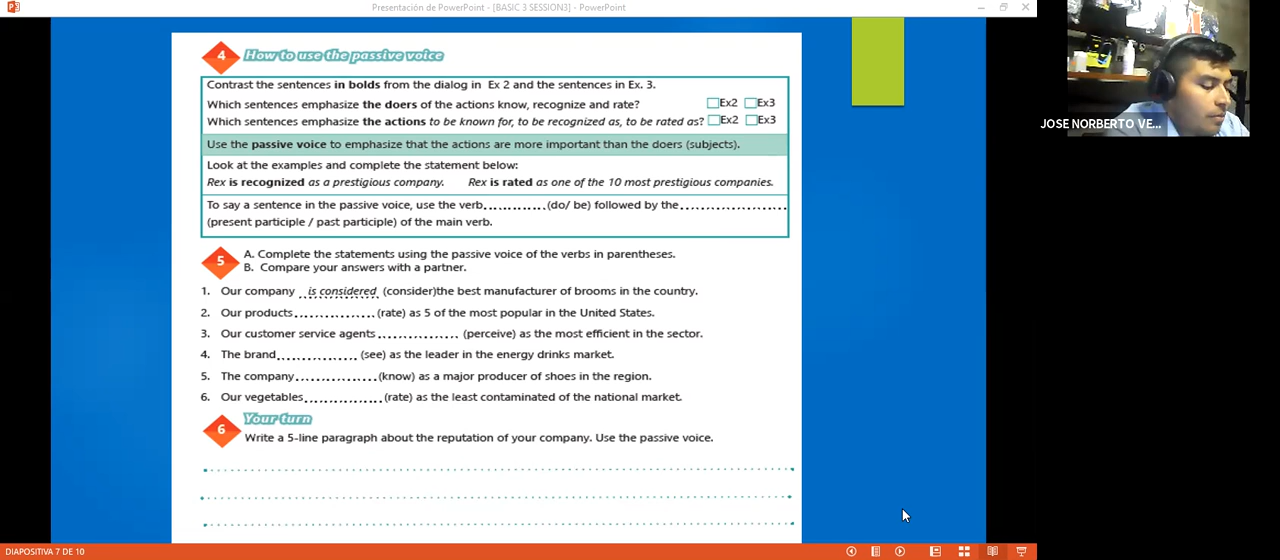 Presentación de PowerPoint - [BASIC 3 SESSION3] - PowerPoint
4 How to use the passive voice
Contrast the sentences in bolds from the dialog in Ex 2 and the sentences in Ex. 3.
Which sentences emphasize the doers of the actions know, recognize and rate? Ex2 Ex3
Which sentences emphasize the actions to be known for, to be recognized as, to be rated as? Ex2 Ex3
Use the passive voice to emphasize that the actions are more important than the doers (subjects).
Look at the examples and complete the statement below:
Rex is recognized as a prestigious company. Rex is rated as one of the 10 most prestigious companies.
To say a sentence in the passive voice, use the verb............(do/ be) followed by the....................
(present participle / past participle) of the main verb.
5 A. Complete the statements using the passive voice of the verbs in parentheses.
B. Compare your answers with a partner.
1. Our company is considered (consider)the best manufacturer of brooms in the country.
2. Our products............... (rate) as 5 of the most popular in the United States.
3. Our customer service agents ............... (perceive) as the most efficient in the sector.
4. The brand............... (see) as the leader in the energy drinks market.
5. The company...............(know) as a major producer of shoes in the region.
6. Our vegetables...............(rate) as the least contaminated of the national market.
6 Your turn
Write a 5-line paragraph about the reputation of your company. Use the passive voice.
JOSE NORBERTO VE...
DIAPOSITIVA 7 DE 10